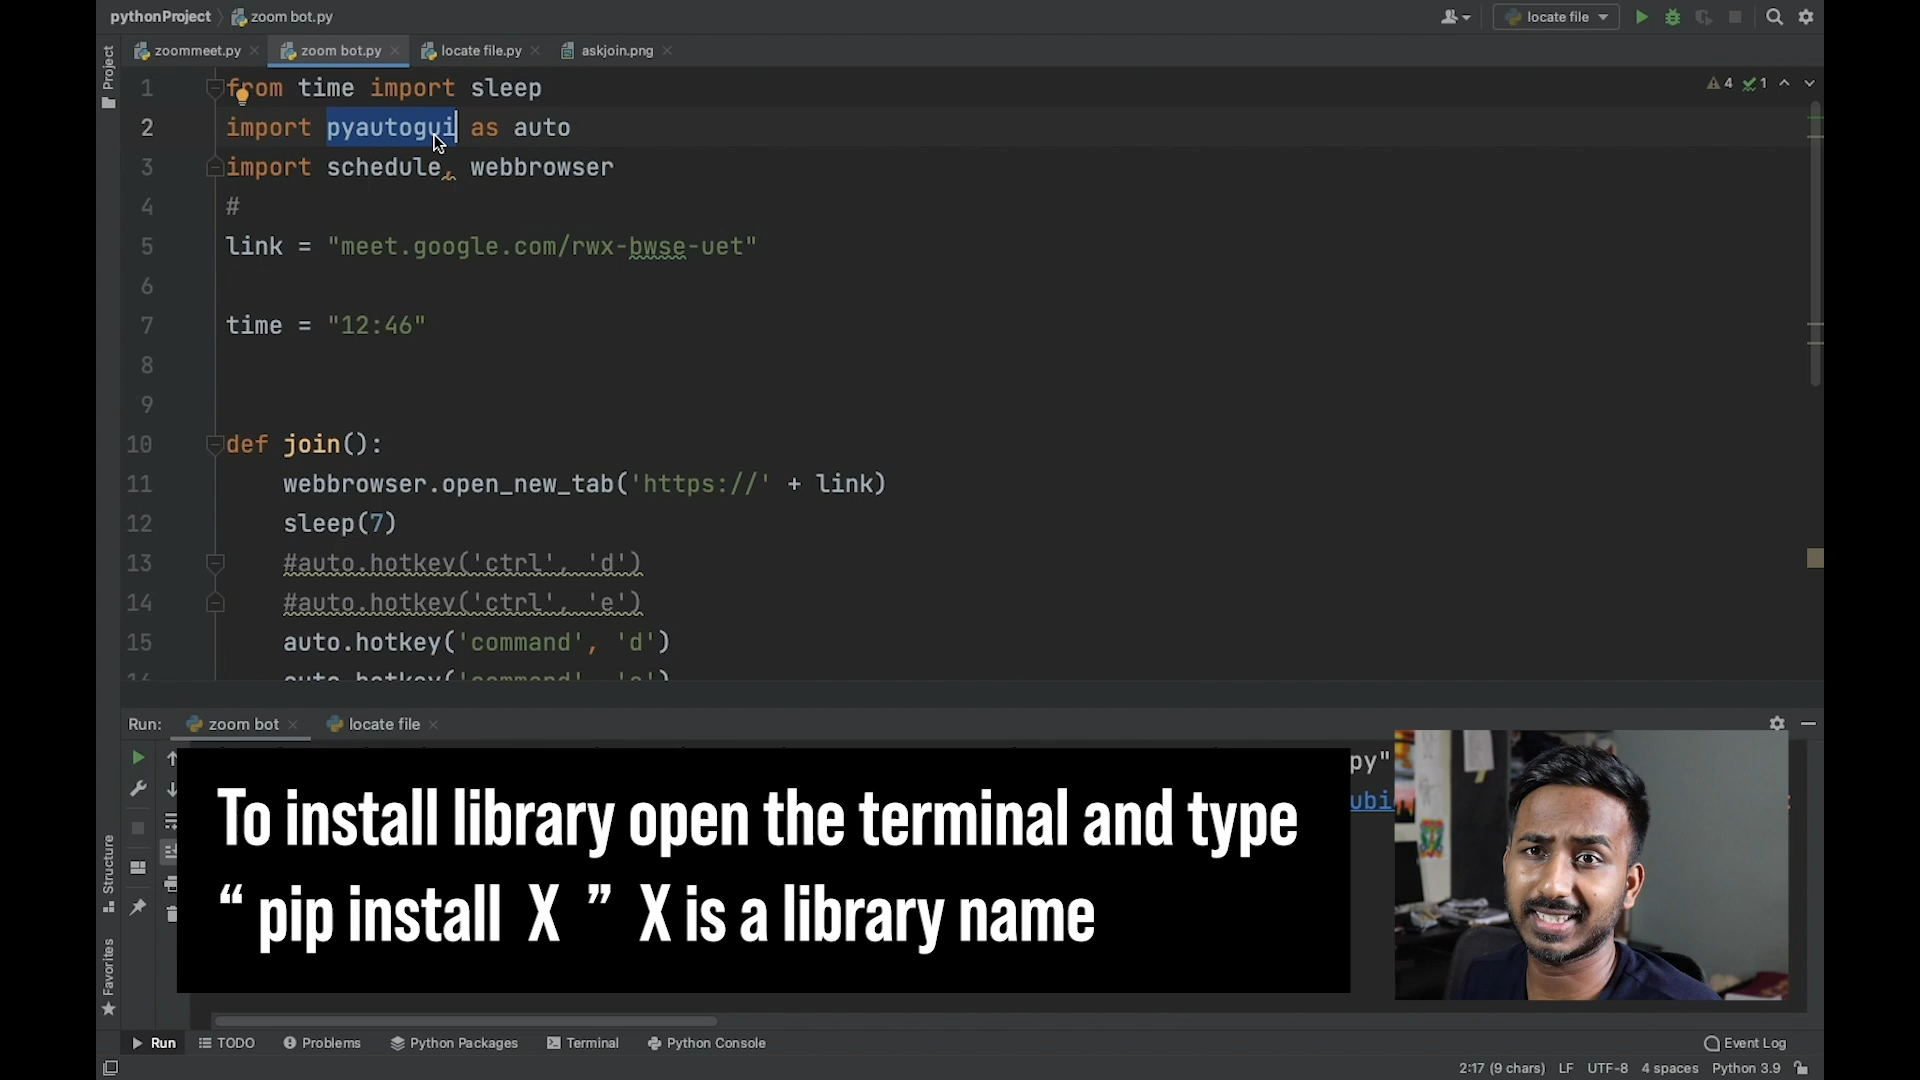 pythonProject zoom bot.py
locate file
zoommeet.py zoom bot.py locate file.py askjoin.png
Project
1 from time import sleep
4 1
2 import pyautogui as auto
3 import schedule, webbrowser
4 #
5 link = "meet.google.com/rwx-bwse-uet"
6
7 time = "12:46"
8
9
10 def join():
11 webbrowser.open_new_tab('https://' + link)
12 sleep(7)
13 #auto.hotkey('ctrl', 'd')
14 #auto.hotkey('ctrl', 'e')
15 auto.hotkey('command', 'd')
Run: zoom bot locate file
py"
ubi
To install library open the terminal and type
“ pip install X ” X is a library name
Structure
Favorites
Run TODO Problems Python Packages Terminal Python Console Event Log
2:17 (9 chars) LF UTF-8 4 spaces Python 3.9